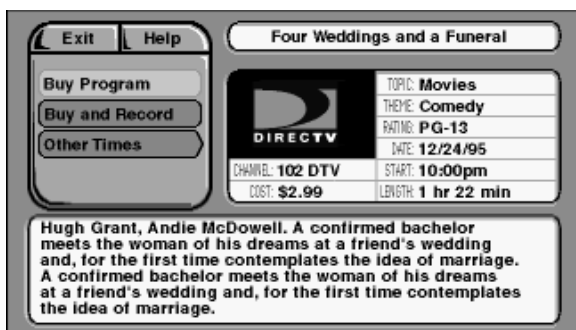 Exit Help
Four Weddings and a Funeral
Buy Program
Buy and Record
Other Times
DIRECTV
TOPIC: Movies
THEME: Comedy
RATING: PG-13
DATE: 12/24/95
CHANNEL: 102 DTV
START: 10:00pm
COST: $2.99
LENGTH: 1 hr 22 min
Hugh Grant, Andie McDowell. A confirmed bachelor
meets the woman of his dreams at a friend's wedding
and, for the first time contemplates the idea of marriage.
A confirmed bachelor meets the woman of his dreams
at a friend's wedding and, for the first time contemplates
the idea of marriage.